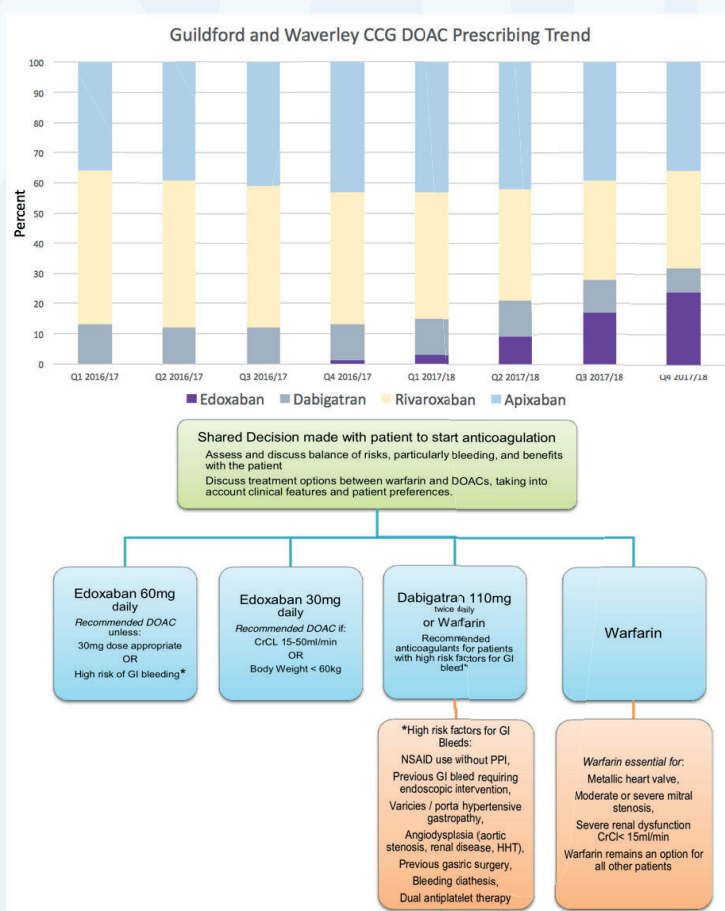 Guildford and Waverley CCG DOAC Prescribing Trend
Percent
100
90
80
70
60
50
40
30
20
10
0
Q1 2016/17 Q2 2016/17 Q3 2016/17 Q4 2016/17 Q1 2017/18 Q2 2017/18 Q3 2017/18 Q4 2017/18
Edoxaban Dabigatran Rivaroxaban Apixaban
Shared Decision made with patient to start anticoagulation
Assess and discuss balance of risks, particularly bleeding, and benefits
with the patient
Discuss treatment options between warfarin and DOACs, taking into
account clinical features and patient preferences.
Edoxaban 60mg
daily
Recommended DOAC
unless:
30mg dose appropriate
OR
High risk of GI bleeding*
Edoxaban 30mg
daily
Recommended DOAC if:
CrCL 15-50ml/min
OR
Body Weight < 60kg
Dabigatran 110mg
twice daily
or Warfarin
Recommended
anticoagulants for patients
with high risk factors for GI
bleed*
Warfarin
*High risk factors for GI
Bleeds:
NSAID use without PPI,
Previous GI bleed requiring
endoscopic intervention,
Varicies / portal hypertensive
gastropathy,
Angiodysplasia (aortic
stenosis, renal disease, HHT),
Previous gastric surgery,
Bleeding diathesis,
Dual antiplatelet therapy
Warfarin essential for:
Metallic heart valve,
Moderate or severe mitral
stenosis,
Severe renal dysfunction
CrCl< 15ml/min
Warfarin remains an option for
all other patients